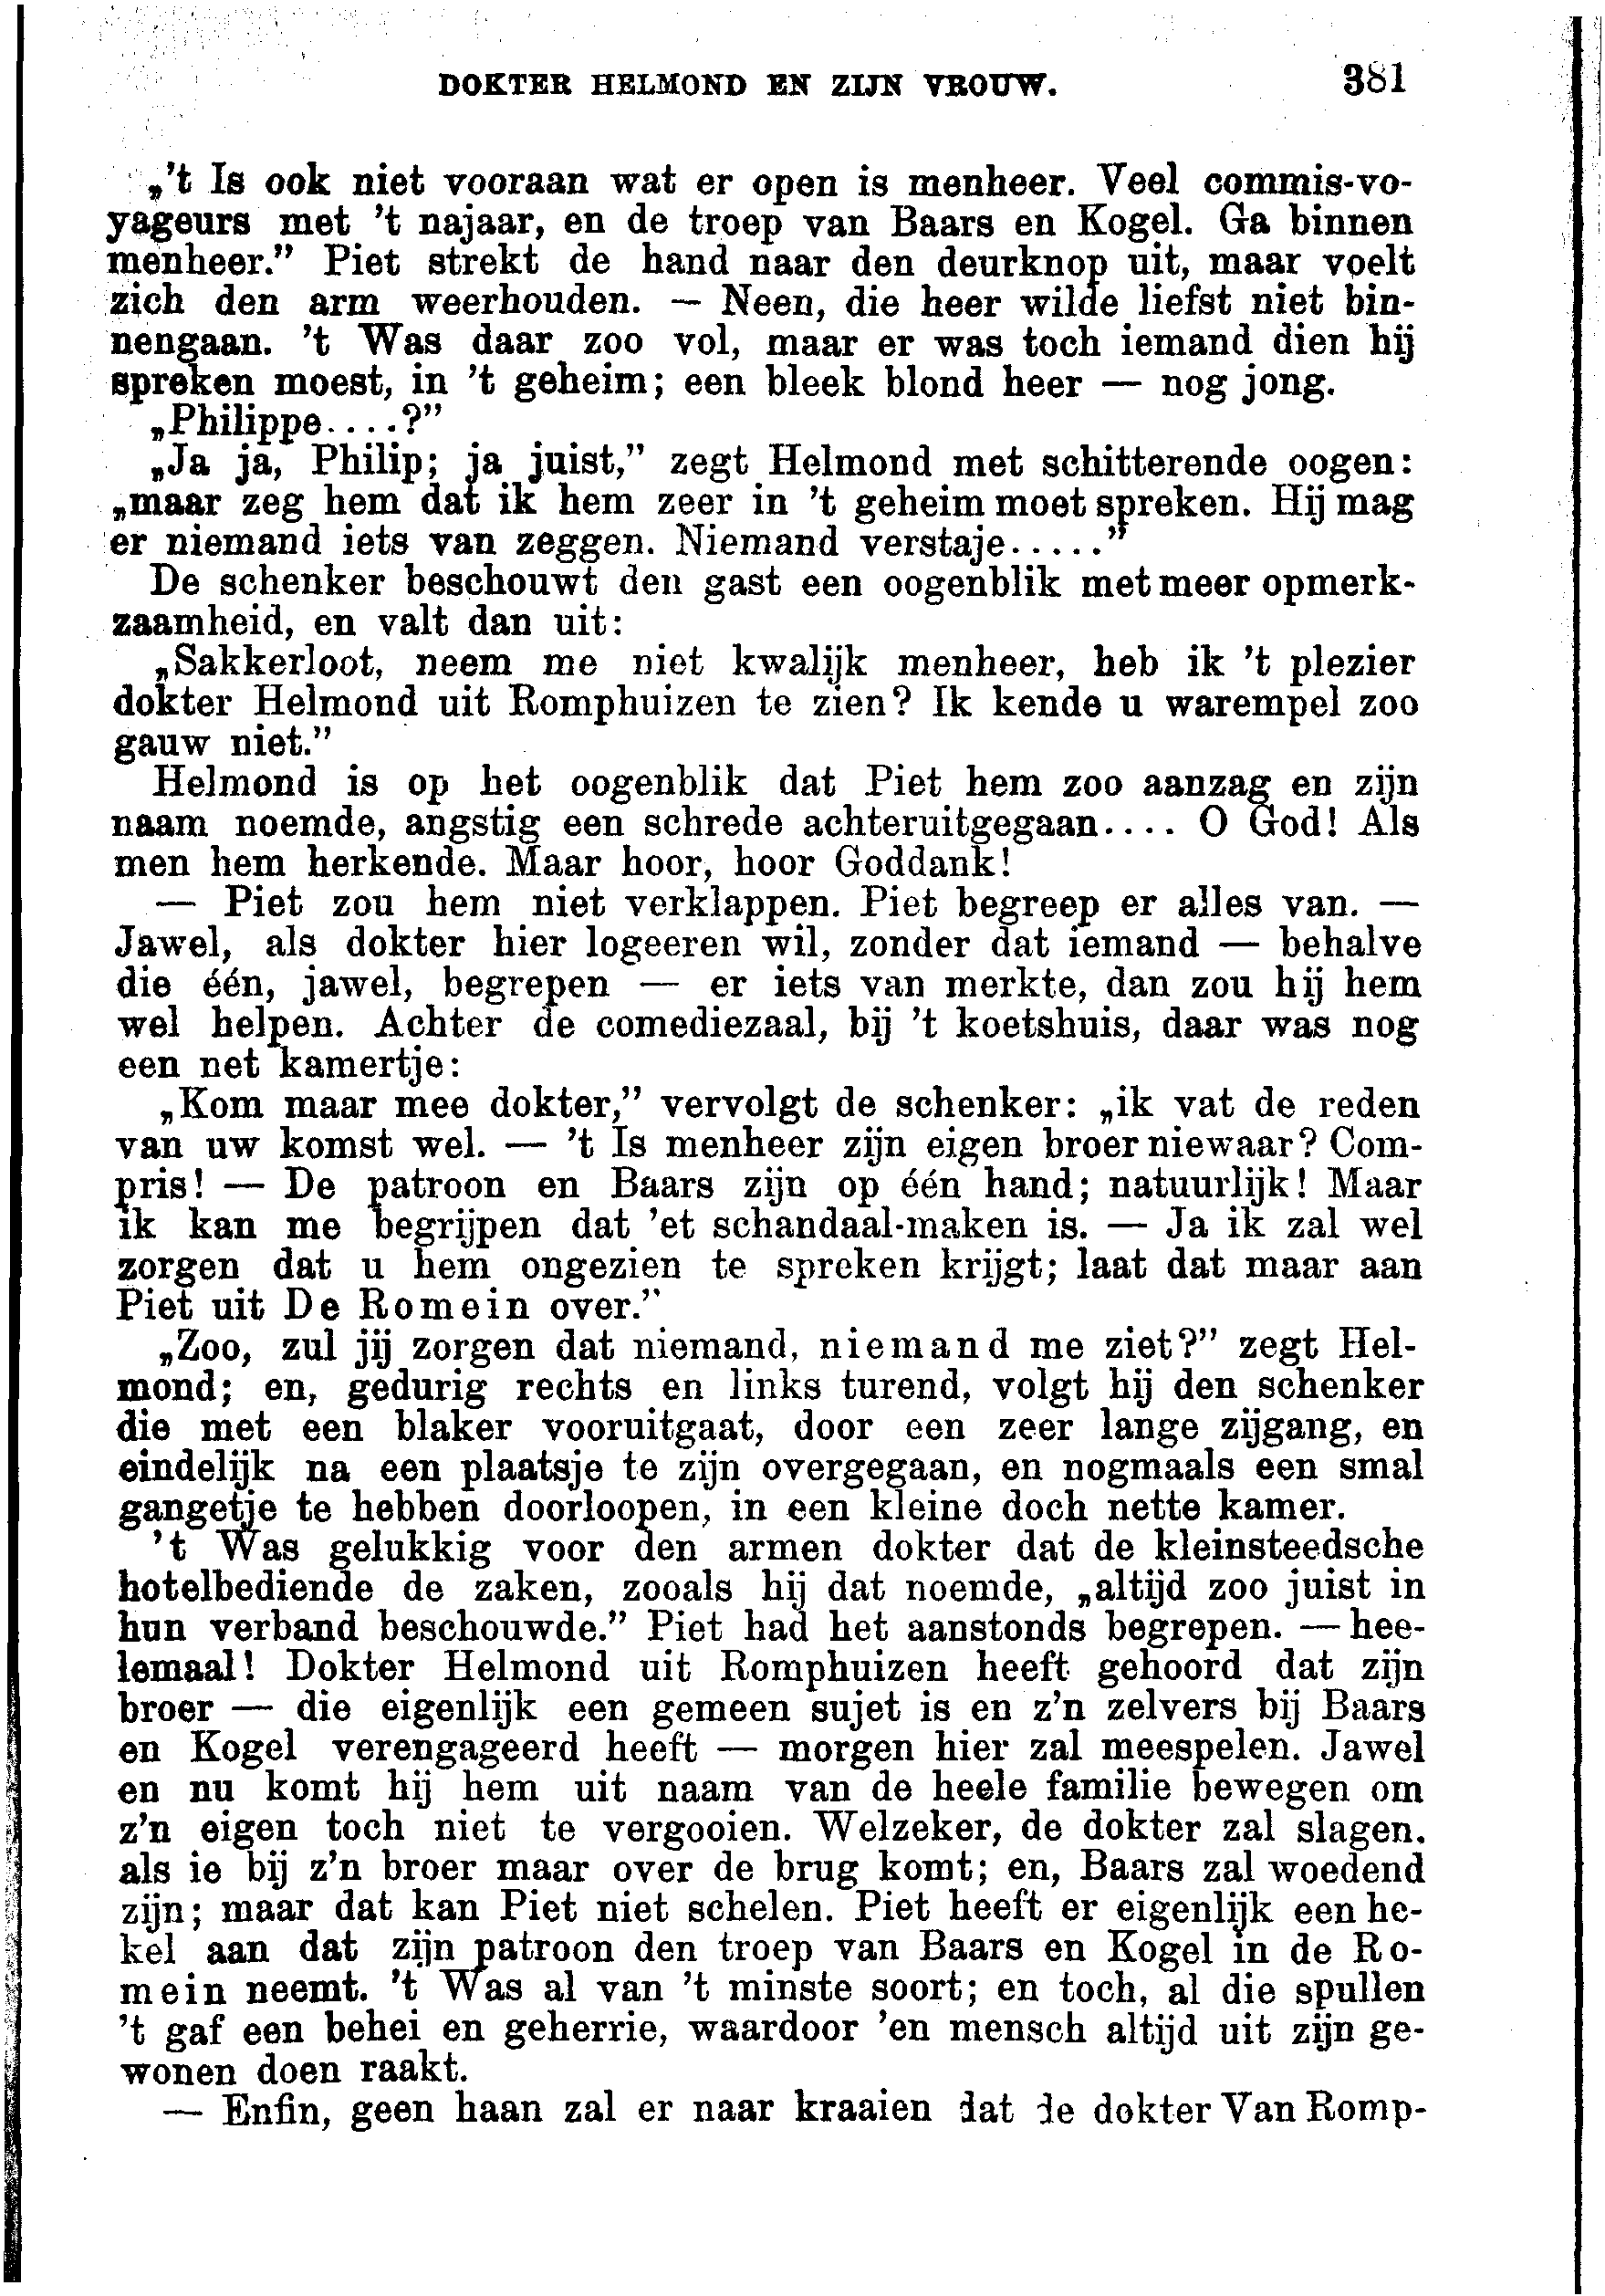 DOKTER HELMOND EN ZIJN VROUW. 381
„'t Is ook niet vooraan wat er open is menheer. Veel commis-vo-
yageurs met 't najaar, en de troep van Baars en Kogel. Ga binnen
menheer." Piet strekt de hand naar den deurknop uit, maar voelt
zich den arm weerhouden. — Neen, die heer wilde liefst niet bin-
nengaan. 't Was daar zoo vol, maar er was toch iemand dien hij
spreken moest, in 't geheim; een bleek blond heer — nog jong.
„Philippe....?"
„Ja ja, Philip; ja juist," zegt Helmond met schitterende oogen:
„maar zeg hem dat ik hem zeer in 't geheim moet spreken. Hij mag
er niemand iets van zeggen. Niemand verstaje....."
De schenker beschouwt den gast een oogenblik met meer opmerk-
zaamheid, en valt dan uit:
„Sakkerloot, neem me niet kwalijk menheer, heb ik 't plezier
dokter Helmond uit Romphuizen te zien? Ik kende u warempel zoo
gauw niet."
Helmond is op het oogenblik dat Piet hem zoo aanzag en zijn
naam noemde, angstig een schrede achteruitgegaan.... O God! Als
men hem herkende. Maar hoor, hoor Goddank!
— Piet zou hem niet verklappen. Piet begreep er alles van. —
Jawel, als dokter hier logeeren wil, zonder dat iemand — behalve
die één, jawel, begrepen — er iets van merkte, dan zou hij hem
wel helpen. Achter de comediezaal, bij 't koetshuis, daar was nog
een net kamertje:
„Kom maar mee dokter," vervolgt de schenker: „ik vat de reden
van uw komst wel. — 't Is menheer zijn eigen broer niewaar? Com-
pris! — De patroon en Baars zijn op één hand; natuurlijk! Maar
ik kan me begrijpen dat 'et schandaal-maken is. — Ja ik zal wel
zorgen dat u hem ongezien te spreken krijgt; laat dat maar aan
Piet uit De Romein over."
„Zoo, zul jij zorgen dat niemand, niemand me ziet?" zegt Hel-
mond; en, gedurig rechts en links turend, volgt hij den schenker
die met een blaker vooruitgaat, door een zeer lange zijgang, en
eindelijk na een plaatsje te zijn overgegaan, en nogmaals een smal
gangetje te hebben doorloopen, in een kleine doch nette kamer.
't Was gelukkig voor den armen dokter dat de kleinsteedsche
hotelbediende de zaken, zooals hij dat noemde, „altijd zoo juist in
hun verband beschouwde." Piet had het aanstonds begrepen. — hee-
lemaal! Dokter Helmond uit Romphuizen heeft gehoord dat zijn
broer — die eigenlijk een gemeen sujet is en z'n zelvers bij Baars
en Kogel verengageerd heeft — morgen hier zal meespelen. Jawel
en nu komt hij hem uit naam van de heele familie bewegen om
z'n eigen toch niet te vergooien. Welzeker, de dokter zal slagen.
als ie bij z'n broer maar over de brug komt; en, Baars zal woedend
zijn; maar dat kan Piet niet schelen. Piet heeft er eigenlijk een he-
kel aan dat zijn patroon den troep van Baars en Kogel in de Ro-
mein neemt. 't Was al van 't minste soort; en toch, al die spullen
't gaf een behei en geherrie, waardoor 'en mensch altijd uit zijn ge-
wonen doen raakt.
— Enfin, geen haan zal er naar kraaien dat de dokter Van Romp-